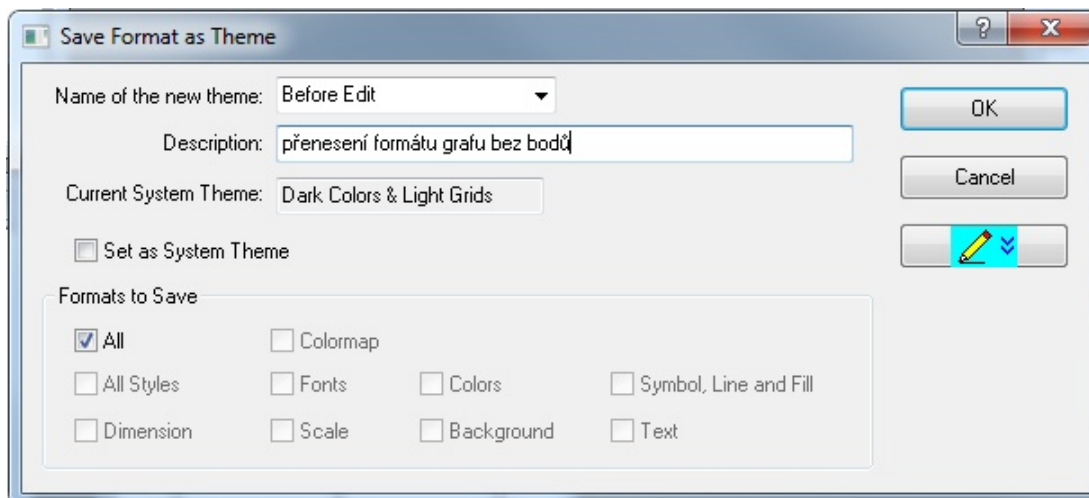 Save Format as Theme
Name of the new theme: Before Edit
OK
Description: přenesení formátu grafu bez bodů
Current System Theme: Dark Colors & Light Grids
Cancel
Set as System Theme
Formats to Save
All Colormap
All Styles Fonts Colors Symbol, Line and Fill
Dimension Scale Background Text